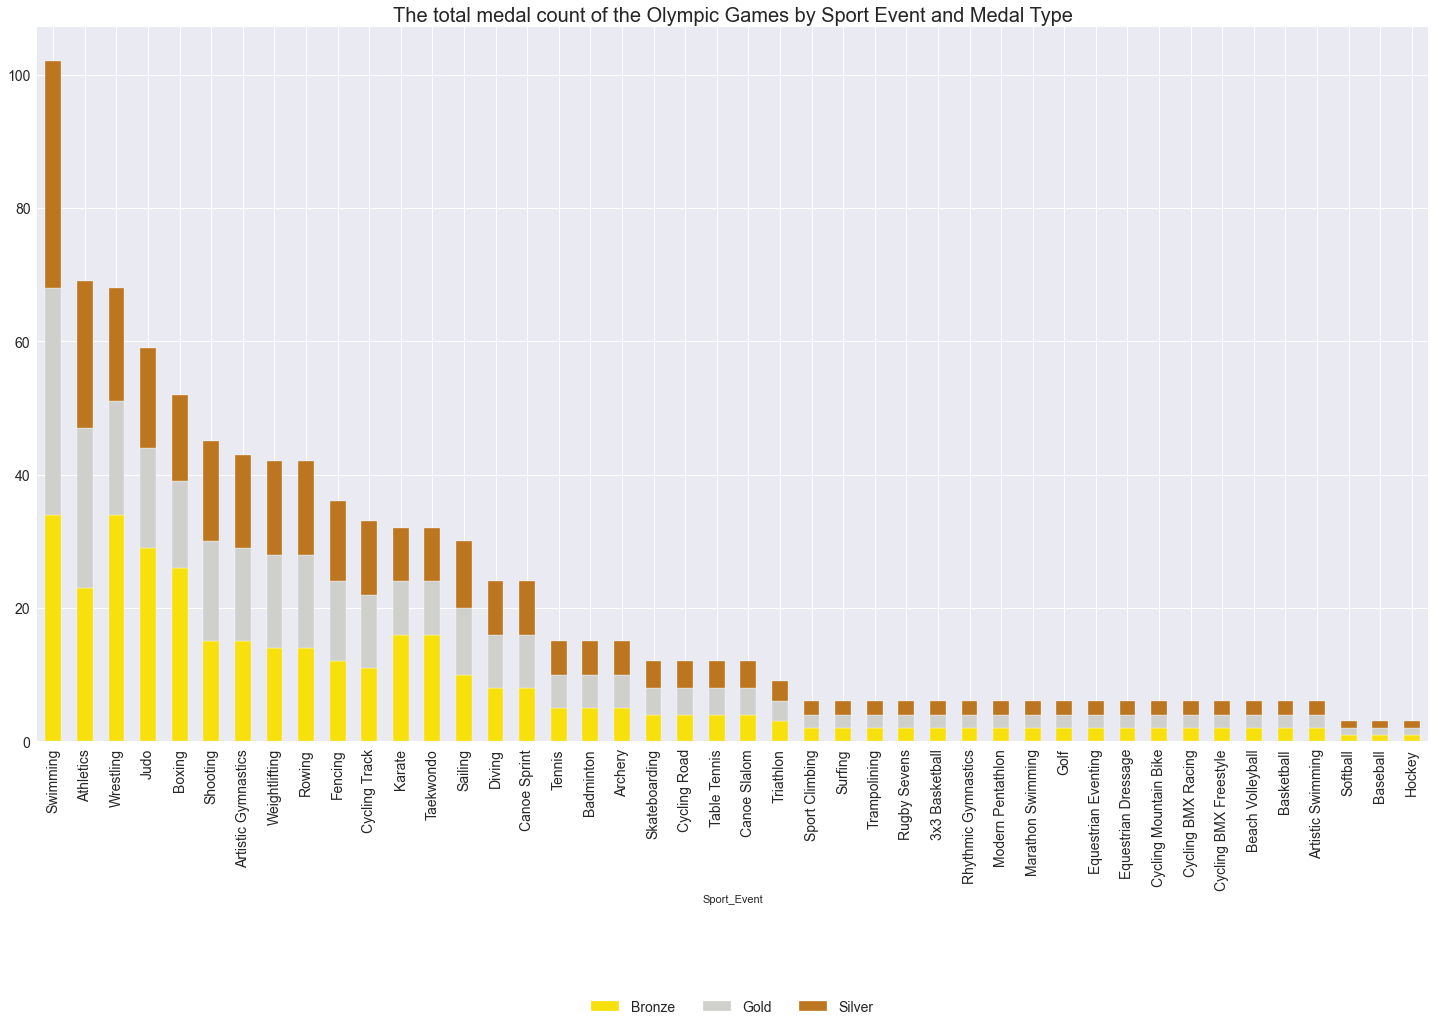 The total medal count of the Olympic Games by Sport Event and Medal Type
100
80
60
40
20
0
Swimming
Athletics
Wrestling
Judo
Boxing
Shooting
Artistic Gymnastics
Weightlifting
Rowing
Fencing
Cycling Track
Karate
Taekwondo
Sailing
Diving
Canoe Sprint
Tennis
Badminton
Archery
Skateboarding
Cycling Road
Table Tennis
Canoe Slalom
Triathlon
Sport Climbing
Surfing
Trampolining
Rugby Sevens
3x3 Basketball
Rhythmic Gymnastics
Modern Pentathlon
Marathon Swimming
Golf
Equestrian Eventing
Equestrian Dressage
Cycling Mountain Bike
Cycling BMX Racing
Cycling BMX Freestyle
Beach Volleyball
Basketball
Artistic Swimming
Softball
Baseball
Hockey
Sport_Event
Bronze Gold Silver